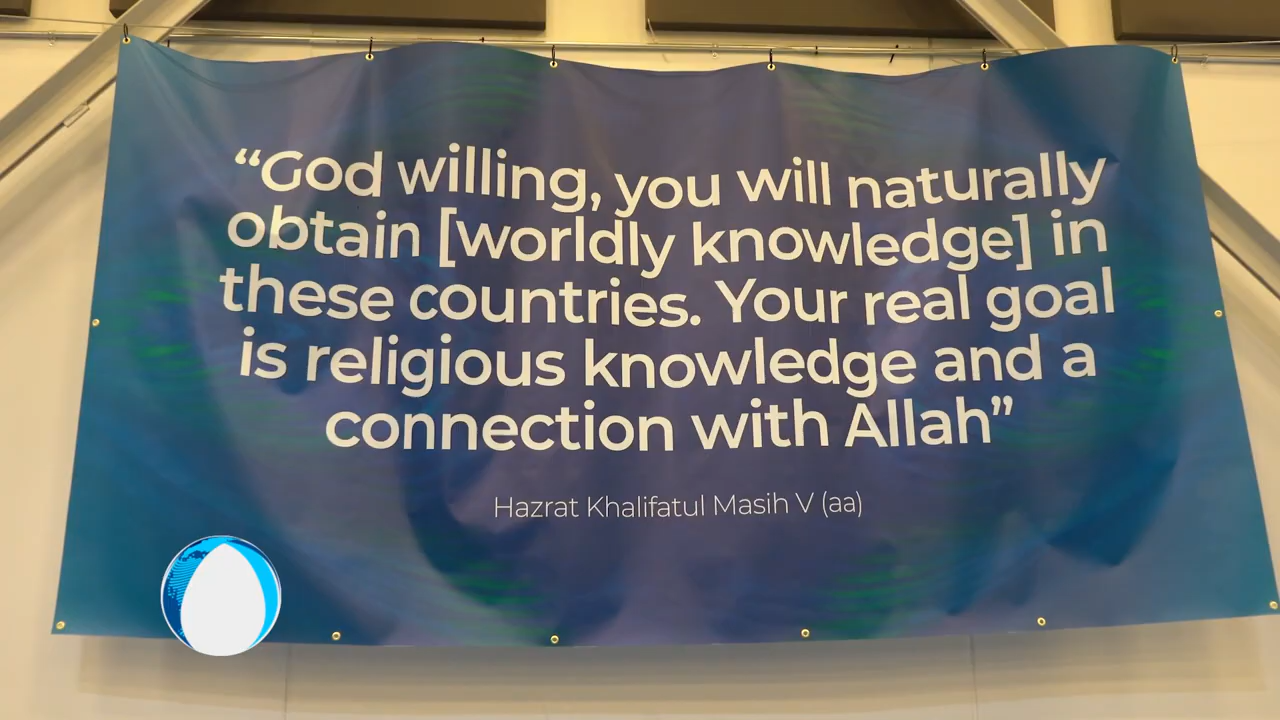 “God willing, you will naturally
obtain [worldly knowledge] in
these countries. Your real goal
is religious knowledge and a
connection with Allah”
Hazrat Khalifatul Masih V (aa)